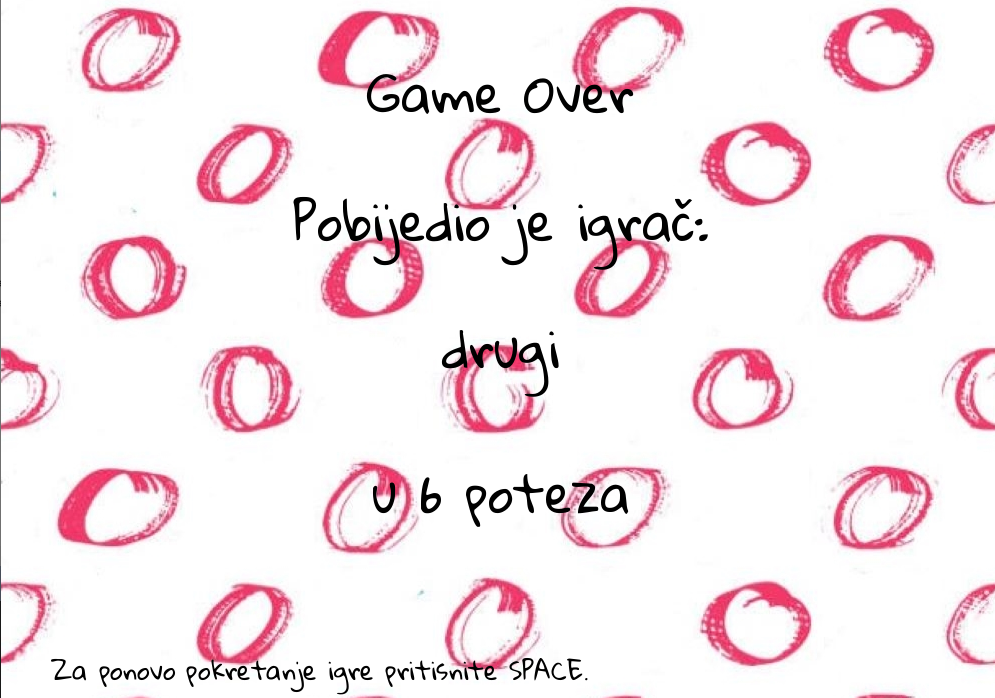 Game Over
Pobijedio je igrač:
drugi
u 6 poteza
Za ponovo pokretanje igre pritisnite SPACE.